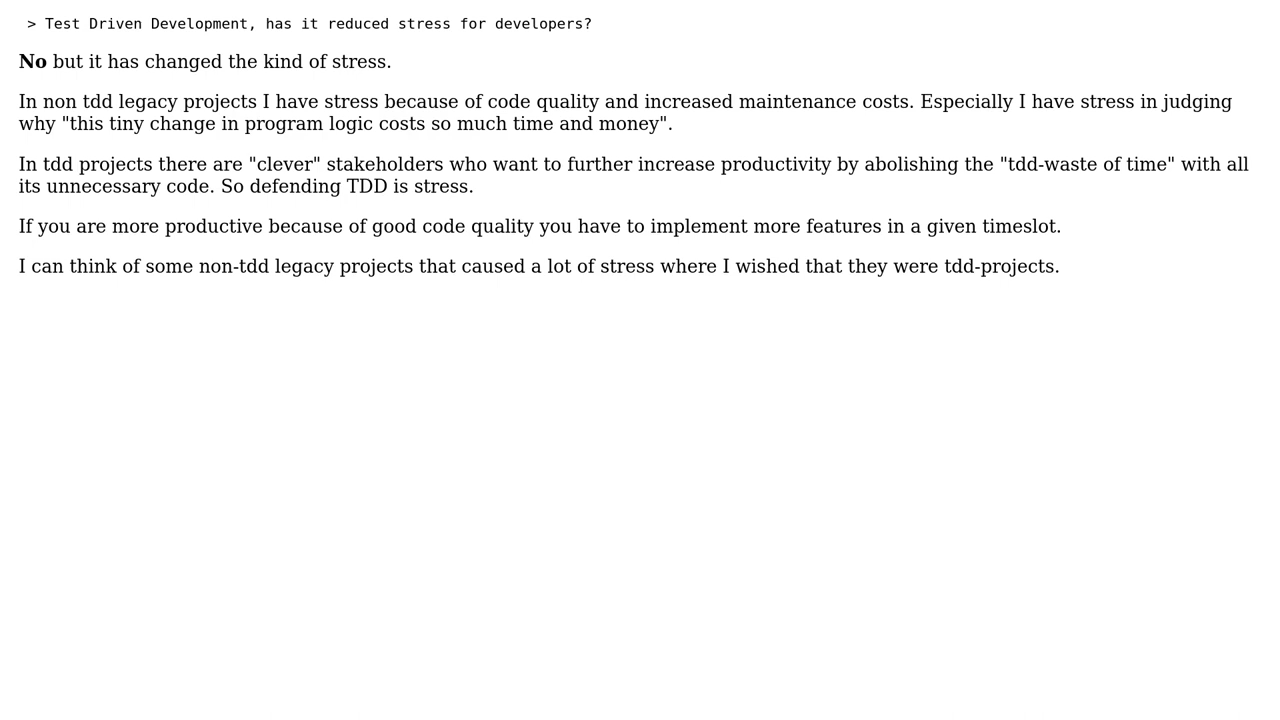 > Test Driven Development, has it reduced stress for developers?
No but it has changed the kind of stress.
In non tdd legacy projects I have stress because of code quality and increased maintenance costs. Especially I have stress in judging
why "this tiny change in program logic costs so much time and money".
In tdd projects there are "clever" stakeholders who want to further increase productivity by abolishing the "tdd-waste of time" with all
its unnecessary code. So defending TDD is stress.
If you are more productive because of good code quality you have to implement more features in a given timeslot.
I can think of some non-tdd legacy projects that caused a lot of stress where I wished that they were tdd-projects.